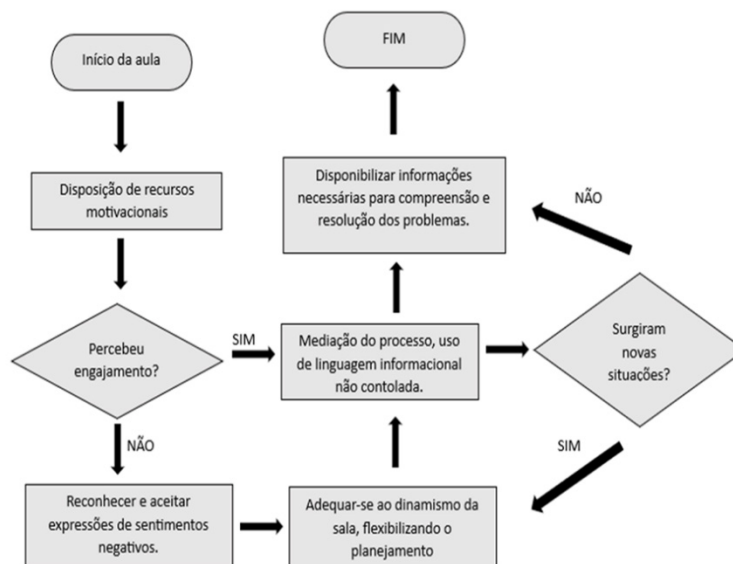 Início da aula
FIM
Disposição de recursos
motivacionais
Disponibilizar informações
necessárias para compreensão e
resolução dos problemas.
NÃO
Percebeu
engajamento?
SIM
Mediação do processo, uso
de linguagem informacional
não contolada.
Surgiram
novas
situações?
NÃO
SIM
Reconhecer e aceitar
expressões de sentimentos
negativos.
Adequar-se ao dinamismo da
sala, flexibilizando o
planejamento